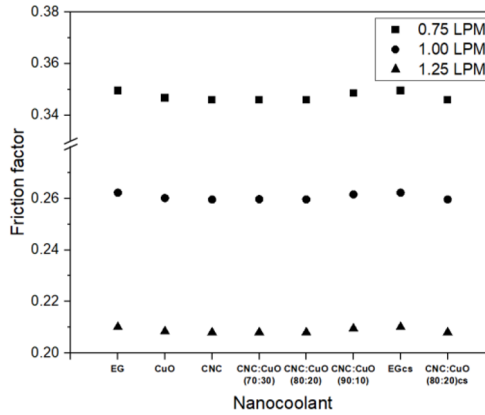 0.38
0.36
0.34
0.26
0.24
0.22
0.20
Friction factor
0.75 LPM
1.00 LPM
1.25 LPM
EG
CuO
CNC
CNC:CuO
(70:30)
CNC:CuO
(80:20)
CNC:CuO
(90:10)
EGcs
CNC:CuO
(80:20)cs
Nanocoolant